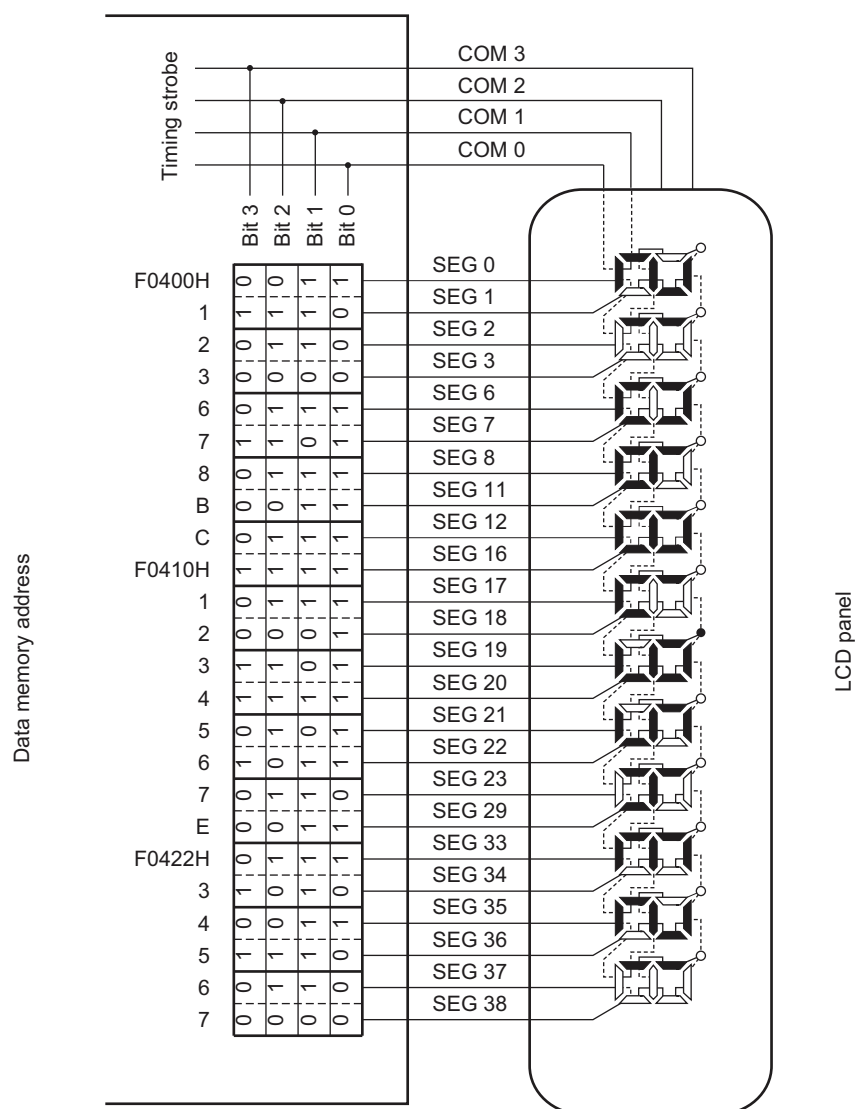 Timing strobe
COM 3
COM 2
COM 1
COM 0
Bit 3 Bit 2 Bit 1 Bit 0
F0400H 0 0 1 1 SEG 0
1 1 1 1 0 SEG 1
2 0 1 1 0 SEG 2
3 0 0 0 0 SEG 3
6 0 1 1 1 SEG 6
7 1 1 0 1 SEG 7
8 0 1 1 1 SEG 8
B 0 0 1 1 SEG 11
C 0 1 1 1 SEG 12
F0410H 1 1 1 1 SEG 16
1 0 1 1 1 SEG 17
2 0 0 0 1 SEG 18
3 1 1 0 1 SEG 19
4 1 1 1 1 SEG 20
5 0 1 0 1 SEG 21
6 1 0 1 1 SEG 22
7 0 1 1 0 SEG 23
E 0 0 1 1 SEG 29
F0422H 0 1 1 1 SEG 33
3 1 0 1 0 SEG 34
4 0 0 1 1 SEG 35
5 1 1 1 0 SEG 36
6 0 1 1 0 SEG 37
7 0 0 0 0 SEG 38
Data memory address
LCD panel